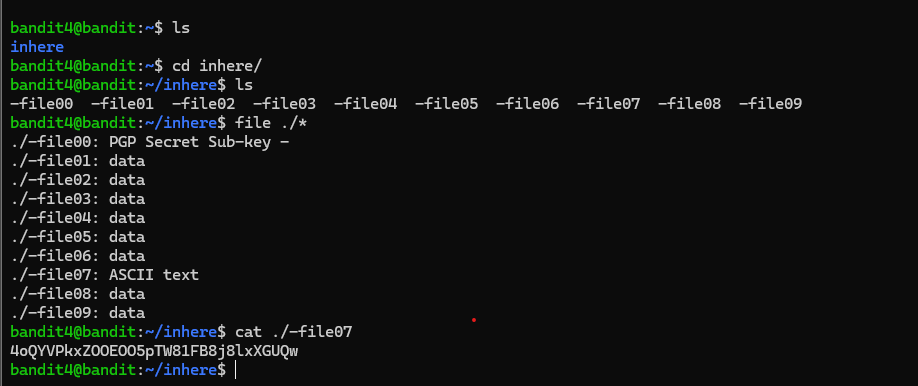 bandit4@bandit:~$ ls
inhere
bandit4@bandit:~$ cd inhere/
bandit4@bandit:~/inhere$ ls
-file00  -file01  -file02  -file03  -file04  -file05  -file06  -file07  -file08  -file09
bandit4@bandit:~/inhere$ file ./*
./-file00: PGP Secret Sub-key -
./-file01: data
./-file02: data
./-file03: data
./-file04: data
./-file05: data
./-file06: data
./-file07: ASCII text
./-file08: data
./-file09: data
bandit4@bandit:~/inhere$ cat ./-file07
4oQYVPkxZOOEOO5pTW81FB8j8lxXGUQw
bandit4@bandit:~/inhere$